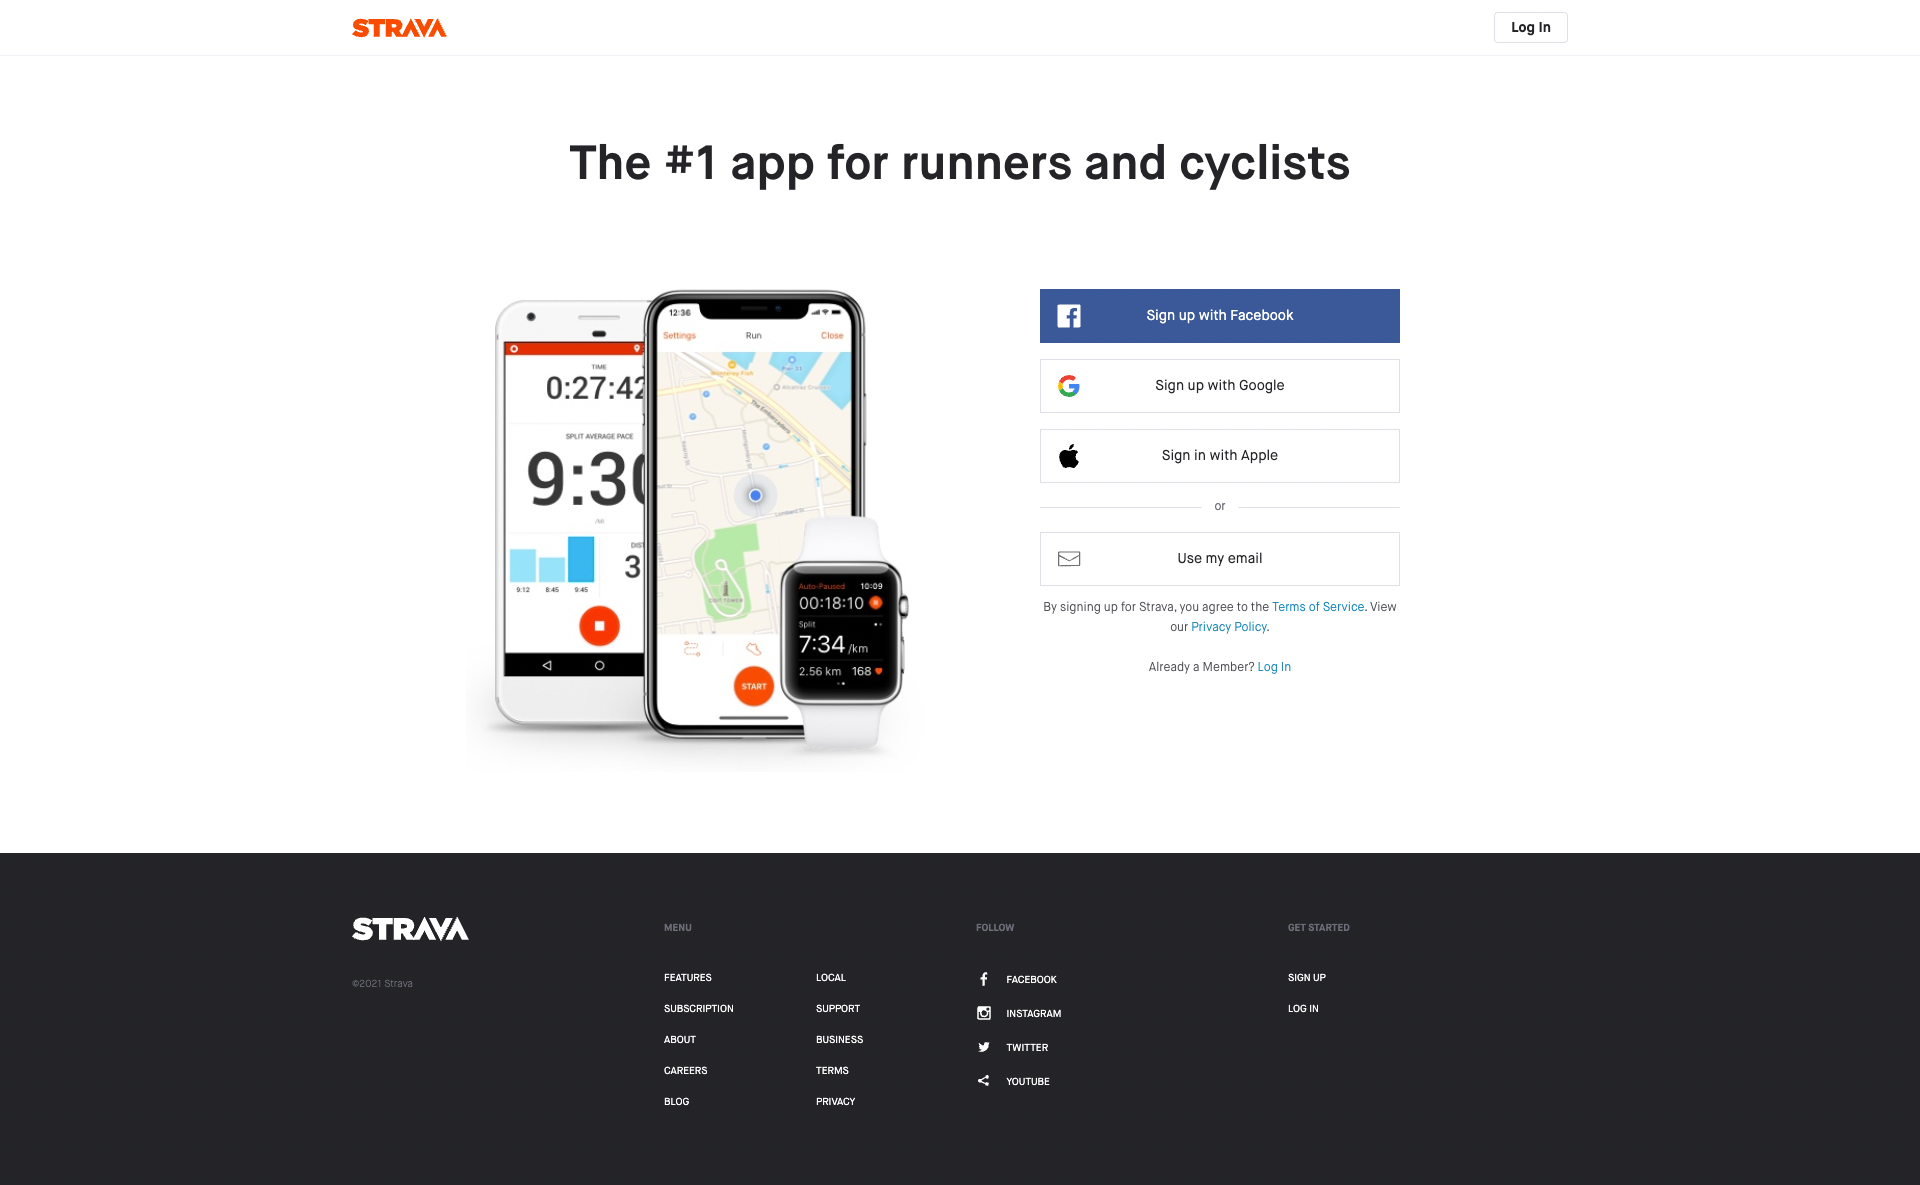 STRAVA
Log In
The #1 app for runners and cyclists
TIME
0:27:42
SPLIT AVERAGE PACE
9:30
/MI
9:12 8:45 9:45
12:36
Settings Run Close
The Embarcadero
START
Auto-Paused 10:09
00:18:10
Split
7:34 /km
2.56 km 168
Sign up with Facebook
Sign up with Google
Sign in with Apple
or
Use my email
By signing up for Strava, you agree to the Terms of Service. View
our Privacy Policy.
Already a Member? Log In
STRAVA
©2021 Strava
MENU
FEATURES
SUBSCRIPTION
ABOUT
CAREERS
BLOG
LOCAL
SUPPORT
BUSINESS
TERMS
PRIVACY
FOLLOW
FACEBOOK
INSTAGRAM
TWITTER
YOUTUBE
GET STARTED
SIGN UP
LOG IN